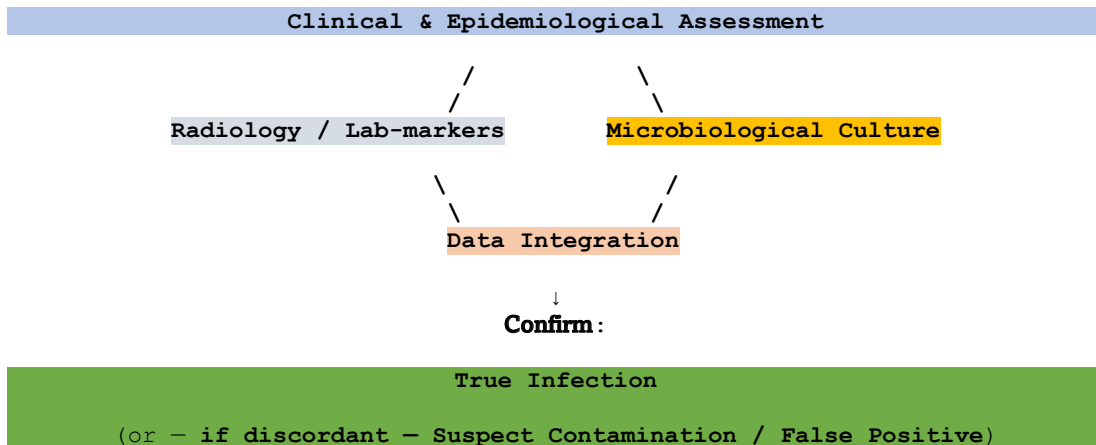 Clinical & Epidemiological Assessment
/ \
/ \
Radiology / Lab-markers Microbiological Culture
\ /
\ /
Data Integration
↓
Confirm:
True Infection
(or — if discordant — Suspect Contamination / False Positive)